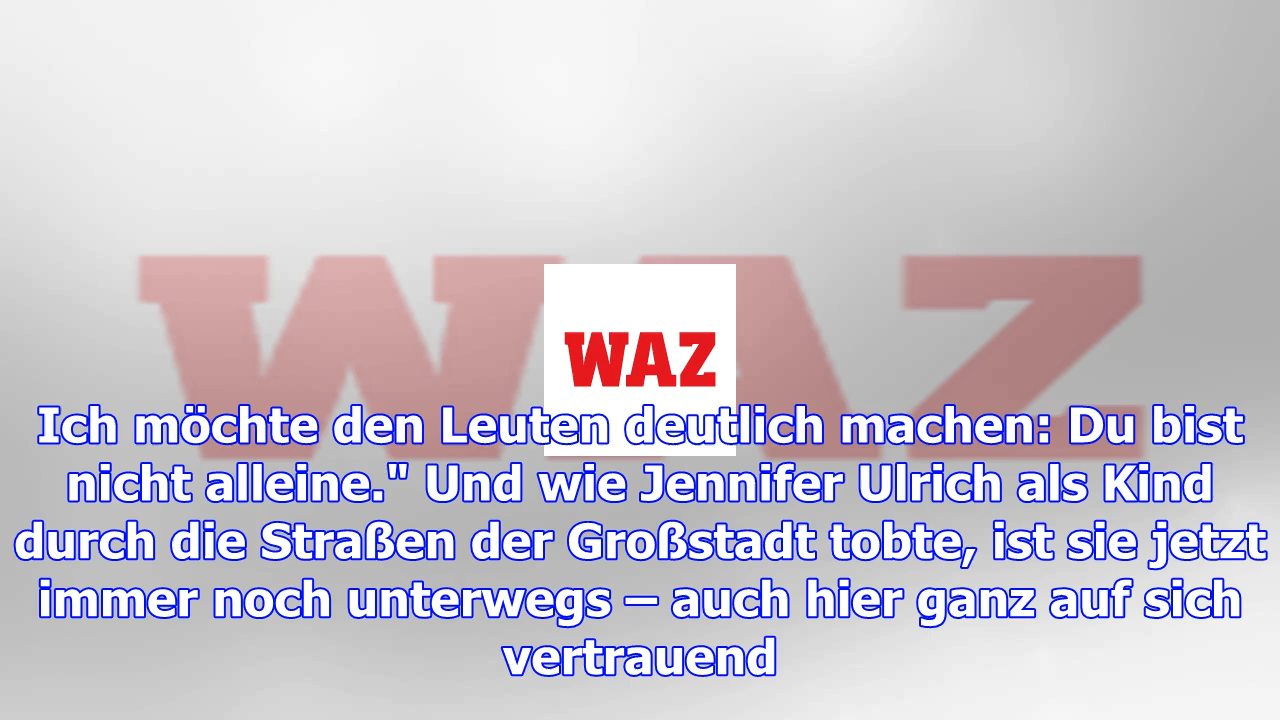 WAZ
WAZ
Ich möchte den Leuten deutlich machen: Du bist
nicht alleine." Und wie Jennifer Ulrich als Kind
durch die Straßen der Großstadt tobte, ist sie jetzt
immer noch unterwegs – auch hier ganz auf sich
vertrauend